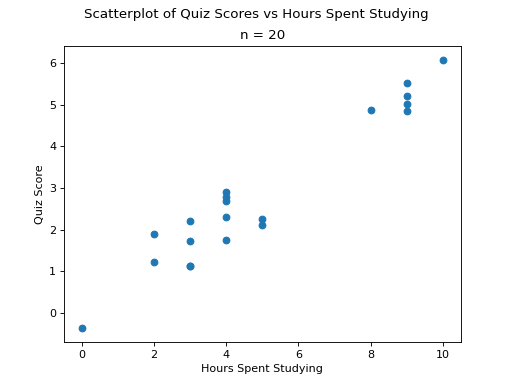 Scatterplot of Quiz Scores vs Hours Spent Studying
n = 20
6
5
4
3
2
1
0
Quiz Score
0 2 4 6 8 10
Hours Spent Studying